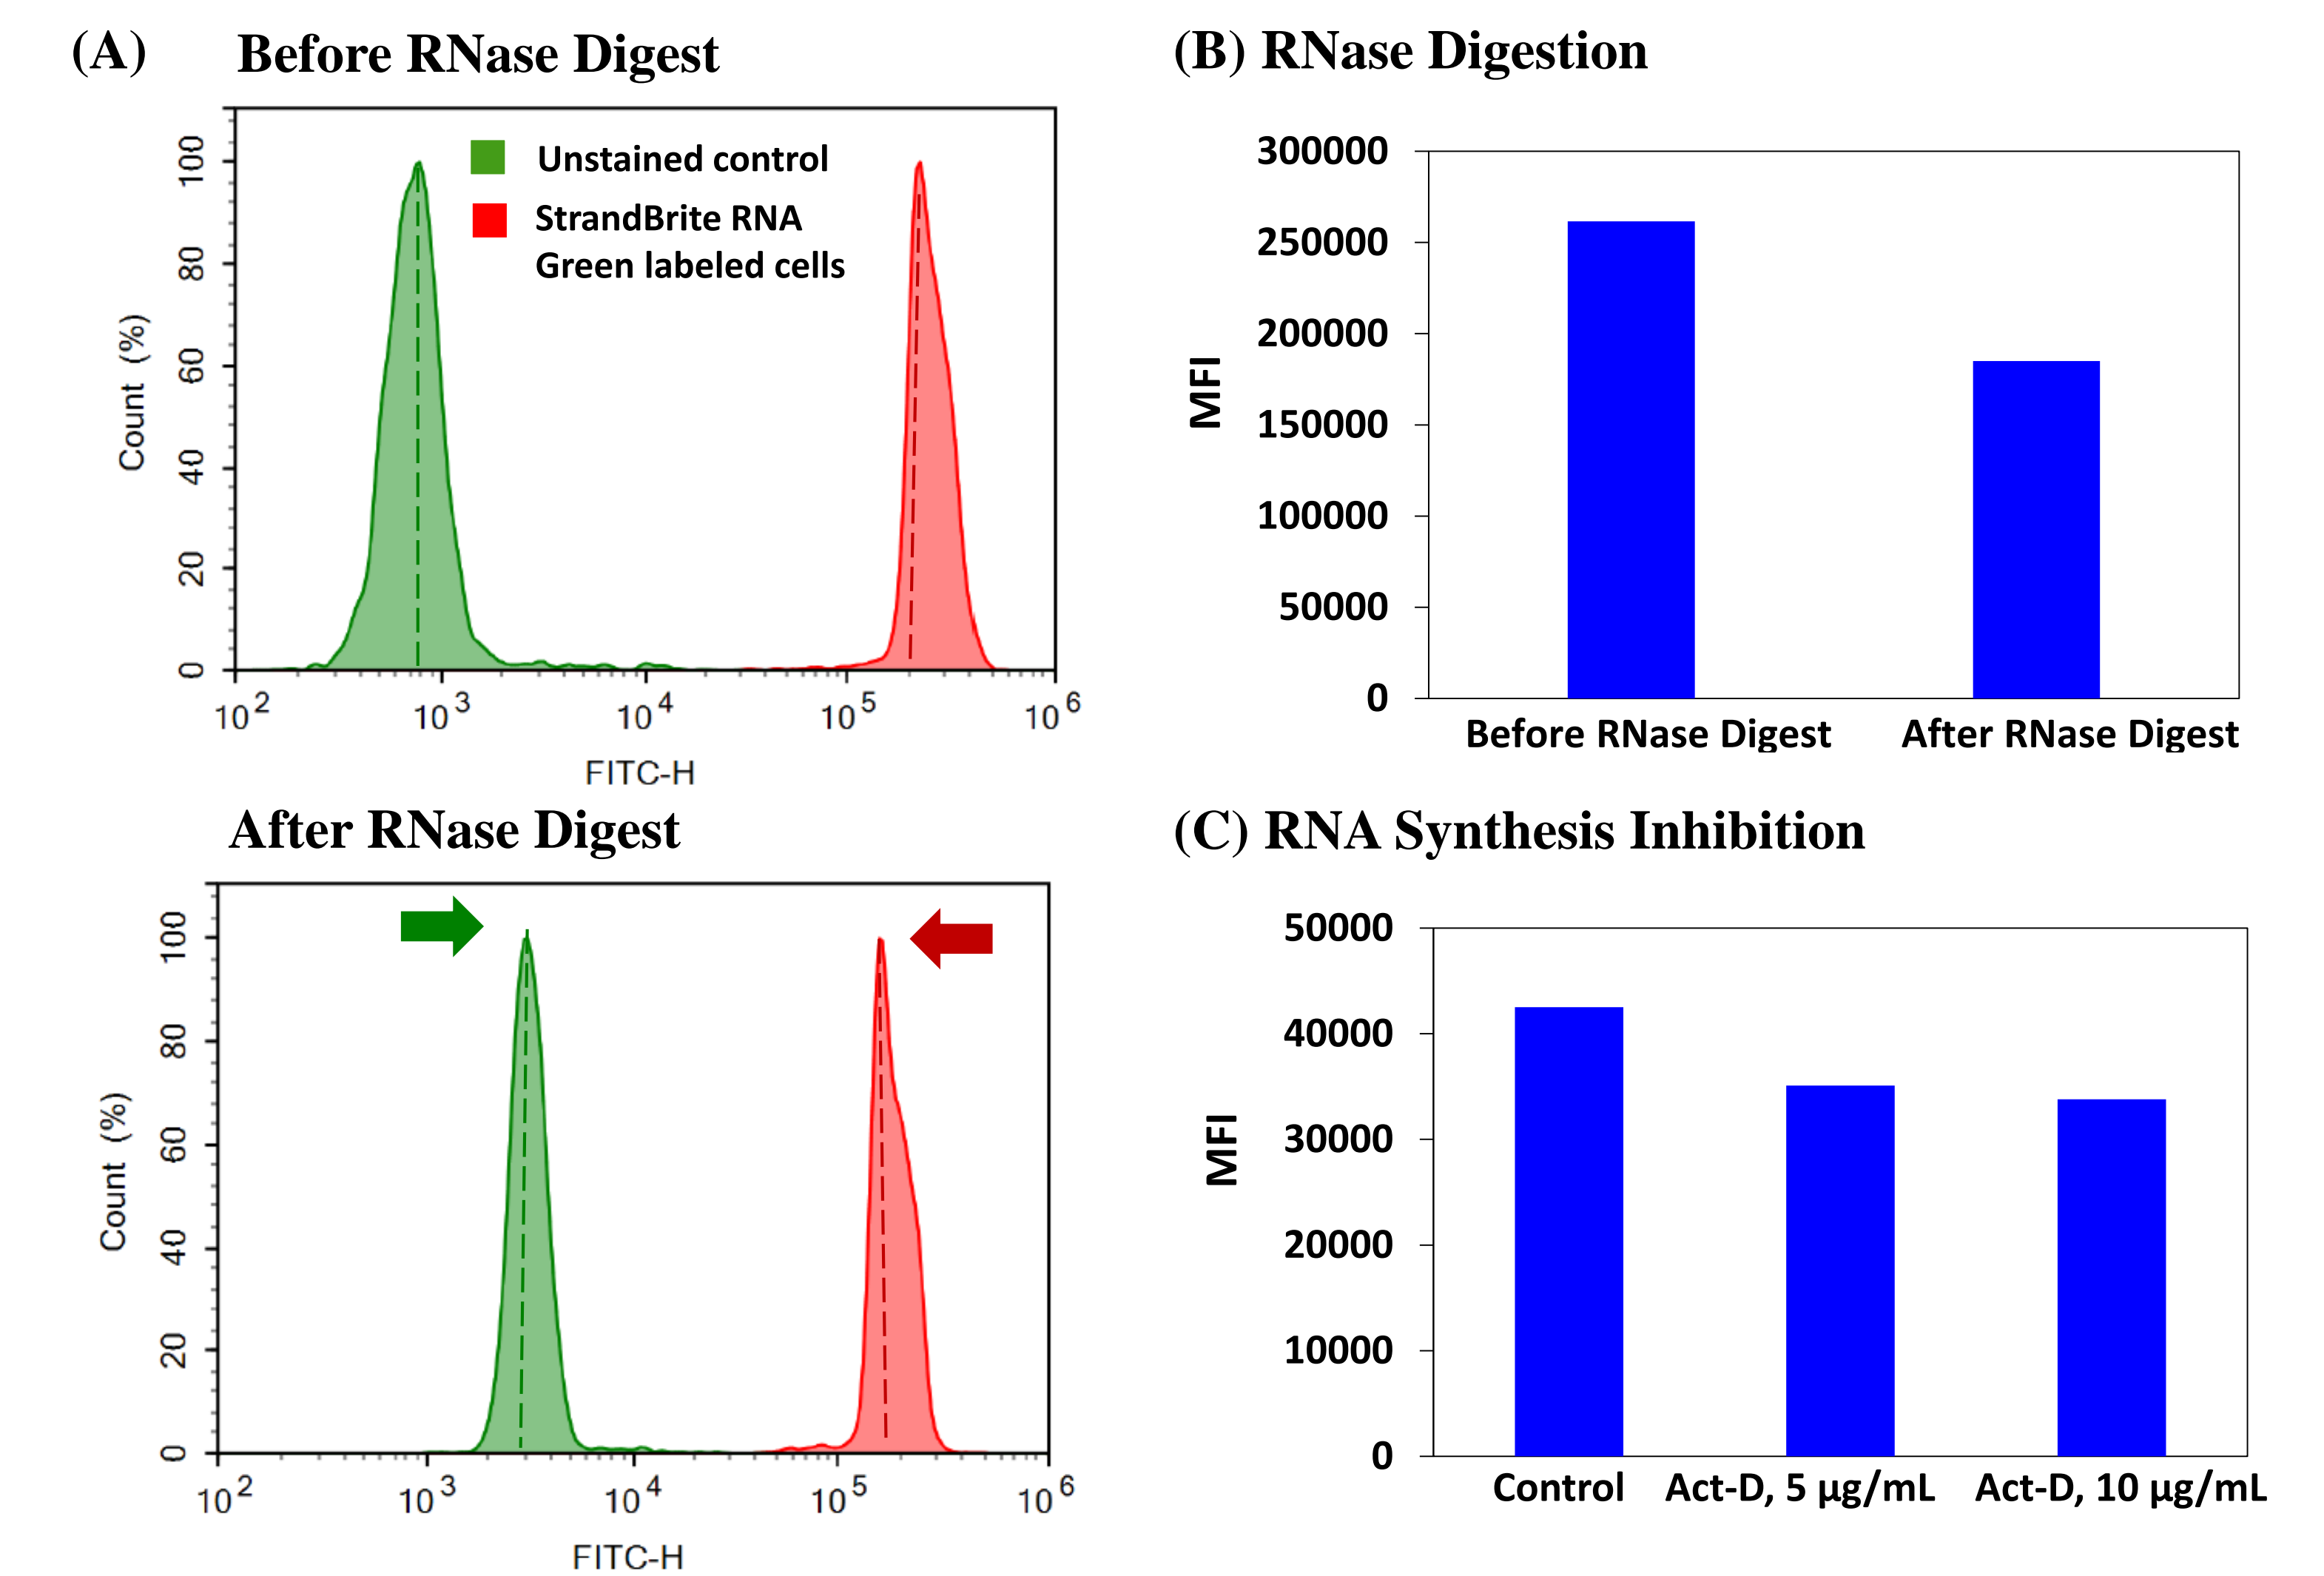 (A) Before RNase Digest
Unstained control
StrandBrite RNA
Green labeled cells
Count (%)
100
80
60
40
20
0
10^2 10^3 10^4 10^5 10^6
FITC-H
After RNase Digest
Count (%)
100
80
60
40
20
0
10^2 10^3 10^4 10^5 10^6
FITC-H
(B) RNase Digestion
MFI
300000
250000
200000
150000
100000
50000
0
Before RNase Digest After RNase Digest
(C) RNA Synthesis Inhibition
MFI
50000
40000
30000
20000
10000
0
Control Act-D, 5 μg/mL Act-D, 10 μg/mL